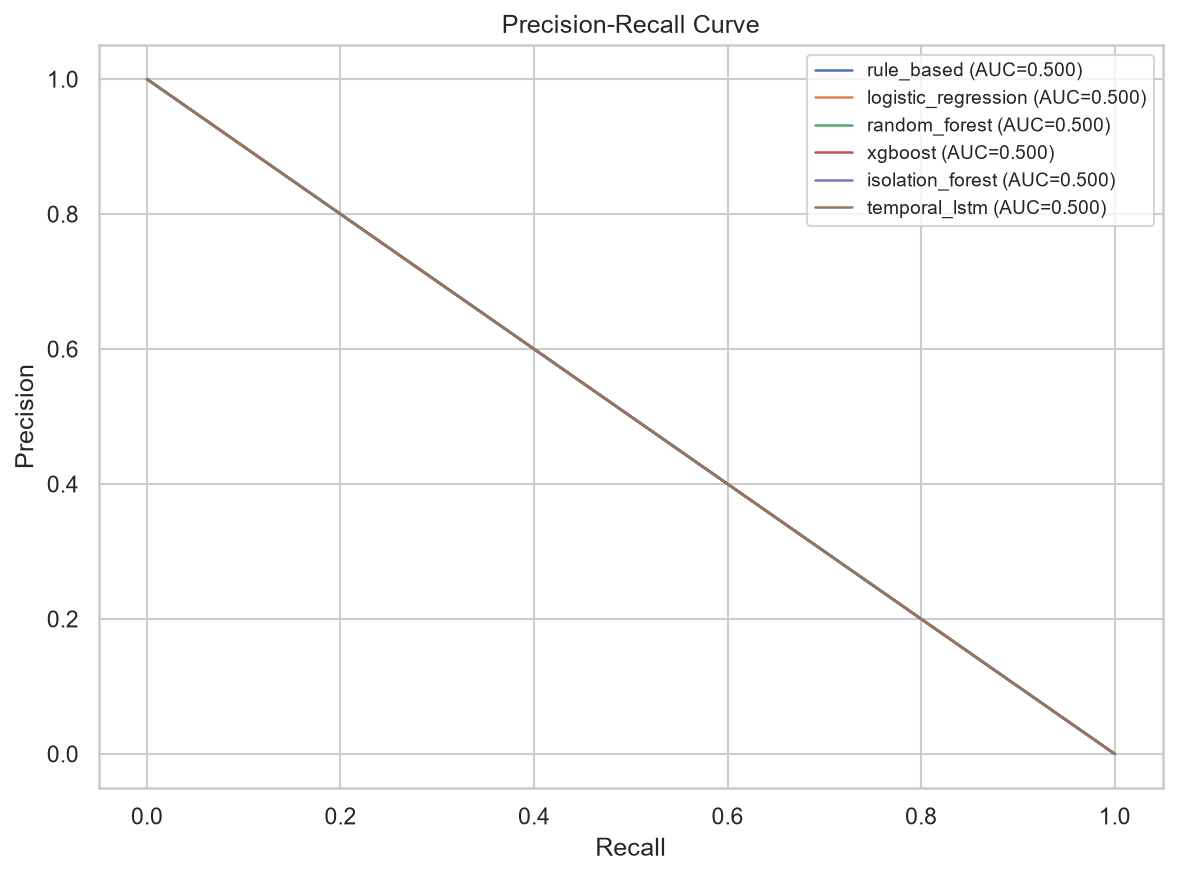 Precision-Recall Curve
rule_based (AUC=0.500)
logistic_regression (AUC=0.500)
random_forest (AUC=0.500)
xgboost (AUC=0.500)
isolation_forest (AUC=0.500)
temporal_lstm (AUC=0.500)
Precision
1.0
0.8
0.6
0.4
0.2
0.0
0.0 0.2 0.4 0.6 0.8 1.0
Recall